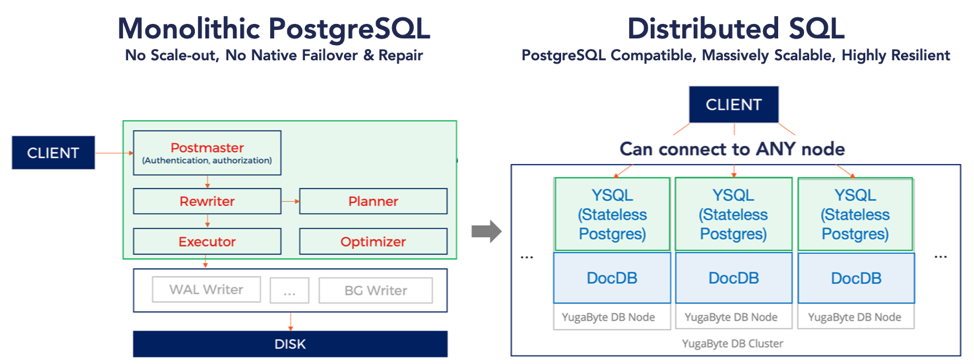 Monolithic PostgreSQL
No Scale-out, No Native Failover & Repair
CLIENT
Postmaster
(Authentication, authorization)
Rewriter
Planner
Executor
Optimizer
WAL Writer
...
BG Writer
DISK
Distributed SQL
PostgreSQL Compatible, Massively Scalable, Highly Resilient
CLIENT
Can connect to ANY node
...
YSQL
(Stateless
Postgres)
DocDB
YugaByte DB Node
YSQL
(Stateless
Postgres)
DocDB
YugaByte DB Node
YSQL
(Stateless
Postgres)
DocDB
YugaByte DB Node
...
YugaByte DB Cluster